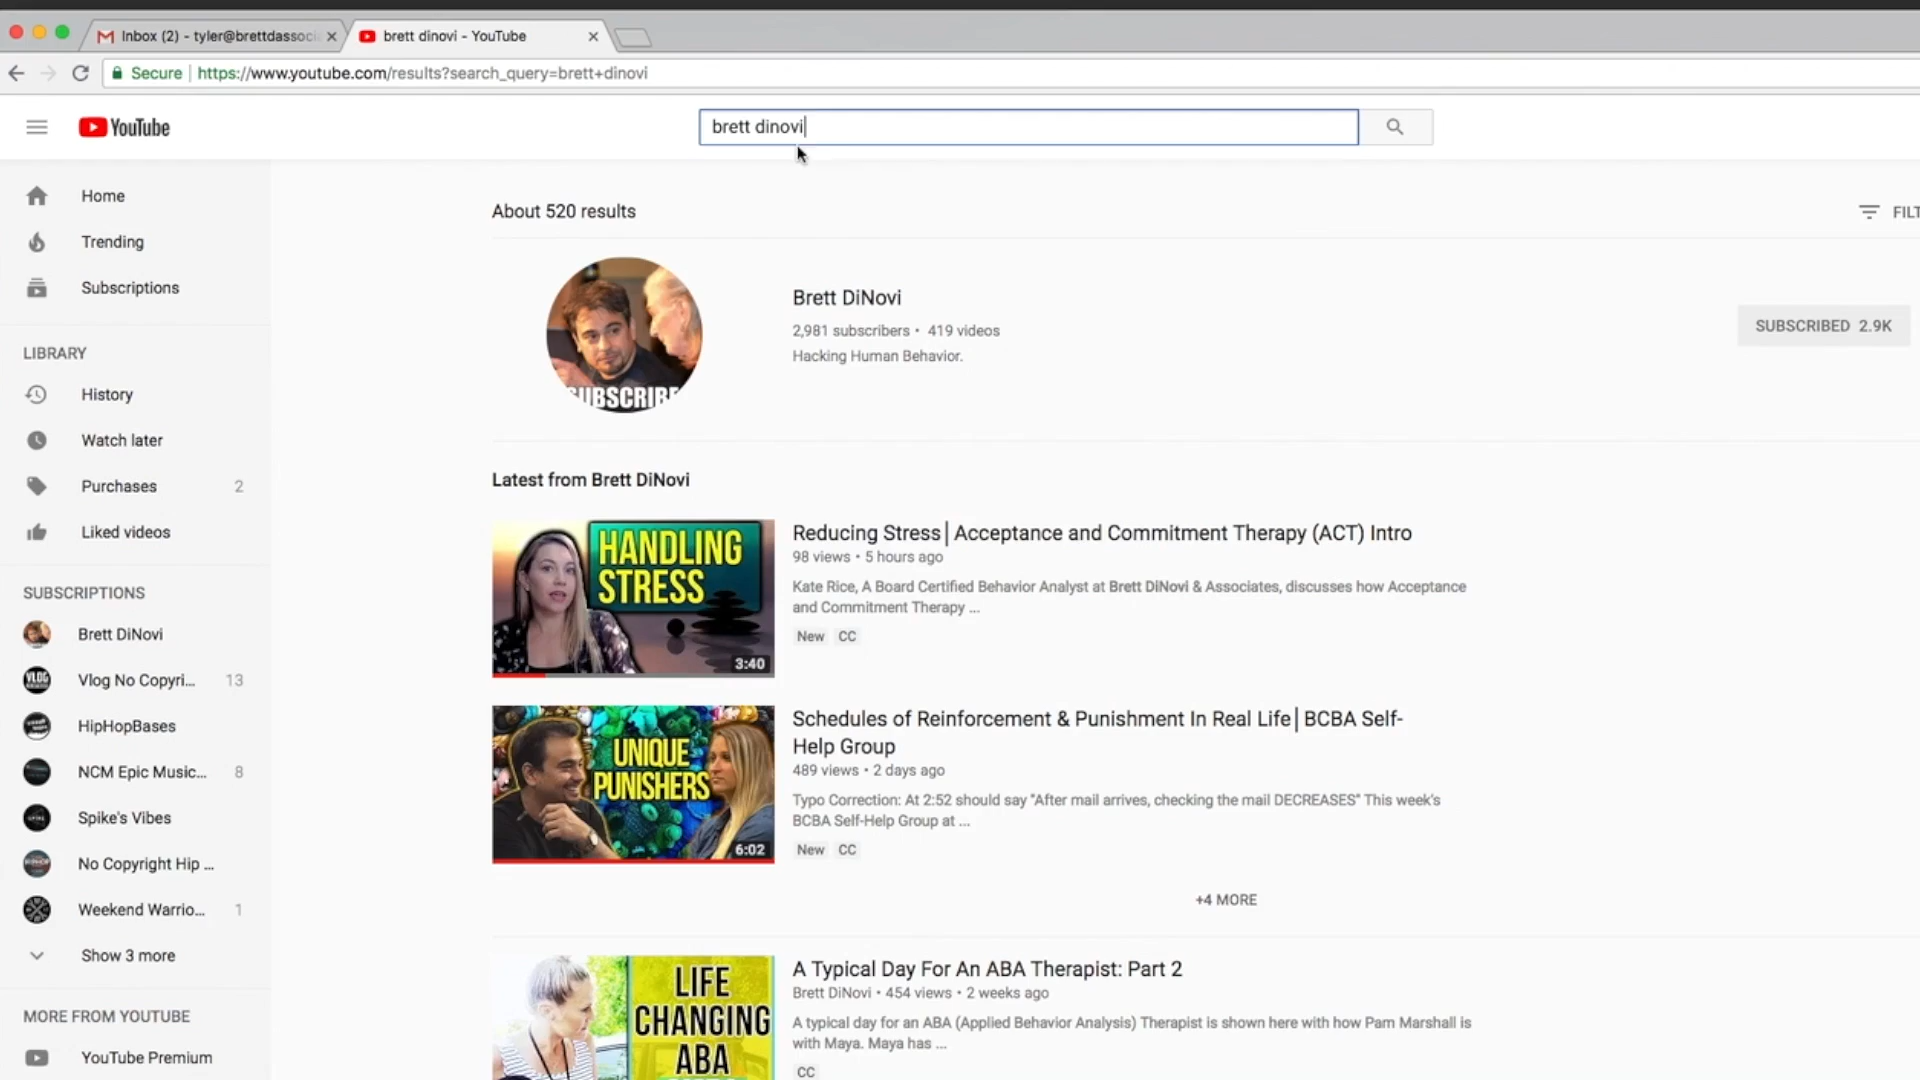 Inbox (2) - tyler@brettdassoci
brett dinovi - YouTube
Secure
https://www.youtube.com/results?search_query=brett+dinovi
YouTube
brett dinovi
Home
Trending
Subscriptions
LIBRARY
History
Watch later
Purchases 2
Liked videos
SUBSCRIPTIONS
Brett DiNovi
Vlog No Copyri... 13
HipHopBases
NCM Epic Music... 8
Spike's Vibes
No Copyright Hip ...
Weekend Warrio... 1
Show 3 more
MORE FROM YOUTUBE
YouTube Premium
About 520 results
FILT
SUBSCRIBE
Brett DiNovi
2,981 subscribers • 419 videos
Hacking Human Behavior.
SUBSCRIBED 2.9K
Latest from Brett DiNovi
HANDLING
STRESS
3:40
Reducing Stress│Acceptance and Commitment Therapy (ACT) Intro
98 views • 5 hours ago
Kate Rice, A Board Certified Behavior Analyst at Brett DiNovi & Associates, discusses how Acceptance
and Commitment Therapy ...
New CC
UNIQUE
PUNISHERS
6:02
Schedules of Reinforcement & Punishment In Real Life│BCBA Self-
Help Group
489 views • 2 days ago
Typo Correction: At 2:52 should say "After mail arrives, checking the mail DECREASES" This week's
BCBA Self-Help Group at ...
New CC
+4 MORE
LIFE
CHANGING
ABA
A Typical Day For An ABA Therapist: Part 2
Brett DiNovi • 454 views • 2 weeks ago
A typical day for an ABA (Applied Behavior Analysis) Therapist is shown here with how Pam Marshall is
with Maya. Maya has ...
CC